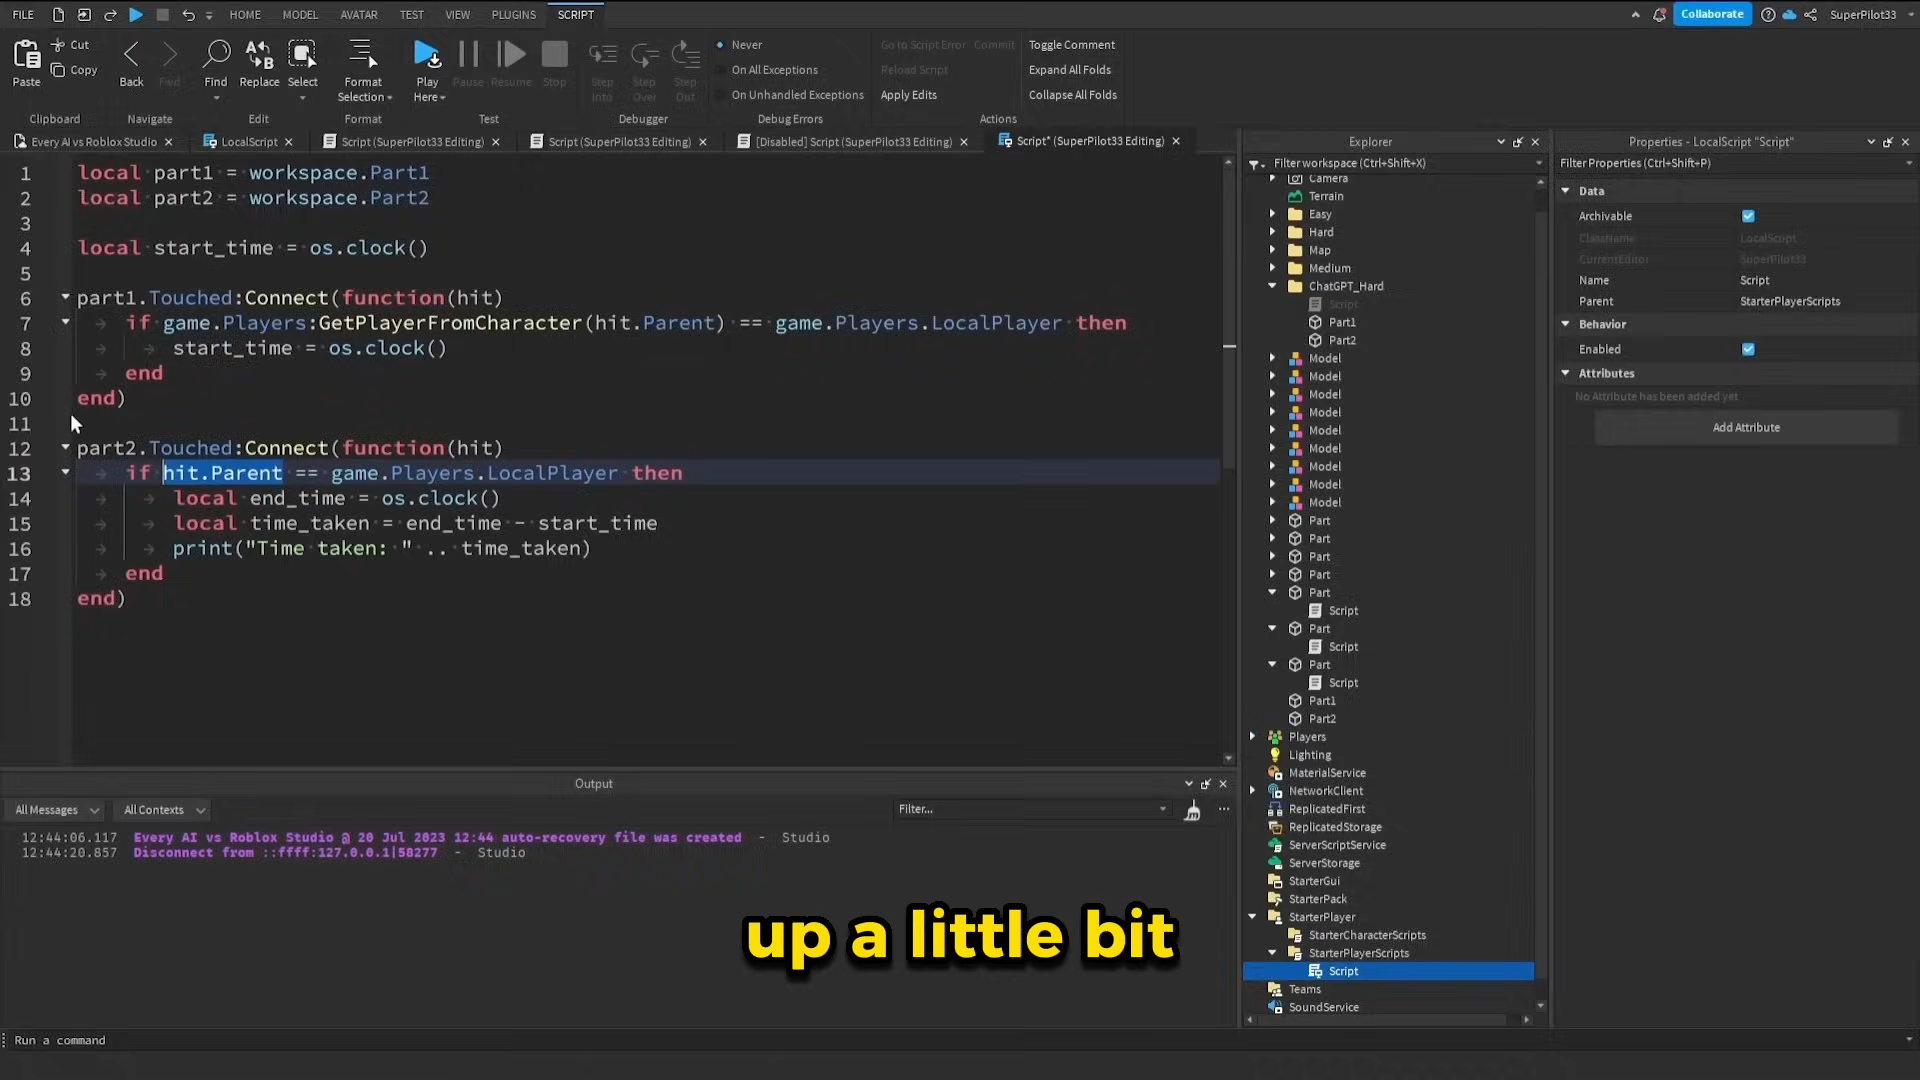 FILE HOME MODEL AVATAR TEST VIEW PLUGINS SCRIPT Collaborate SuperPilot33
Paste Cut Copy Back Fwd Find Replace Select Format Selection Play Here Pause Resume Stop Step Into Step Over Step Out
Never Go to Script Error Commit Toggle Comment
On All Exceptions Reload Script Expand All Folds
On Unhandled Exceptions Apply Edits Collapse All Folds
Clipboard Navigate Edit Format Test Debugger Debug Errors Actions
Every AI vs Roblox Studio LocalScript Script (SuperPilot33 Editing) Script (SuperPilot33 Editing) [Disabled] Script (SuperPilot33 Editing) Script* (SuperPilot33 Editing)
1 local part1 = workspace.Part1
2 local part2 = workspace.Part2
3
4 local start_time = os.clock()
5
6 part1.Touched:Connect(function(hit)
7 if game.Players:GetPlayerFromCharacter(hit.Parent) == game.Players.LocalPlayer then
8 start_time = os.clock()
9 end
10 end)
11
12 part2.Touched:Connect(function(hit)
13 if hit.Parent == game.Players.LocalPlayer then
14 local end_time = os.clock()
15 local time_taken = end_time - start_time
16 print("Time taken: " .. time_taken)
17 end
18 end)
Output
All Messages All Contexts Filter...
12:44:06.117 Every AI vs Roblox Studio @ 20 Jul 2023 12:44 auto-recovery file was created - Studio
12:44:20.857 Disconnect from ::ffff:127.0.0.1|58277 - Studio
up a little bit
Run a command
Explorer
Filter workspace (Ctrl+Shift+X)
Camera
Terrain
Easy
Hard
Map
Medium
ChatGPT_Hard
Script
Part1
Part2
Model
Model
Model
Model
Model
Model
Model
Model
Model
Part
Part
Part
Part
Part
Script
Part
Script
Part
Script
Part1
Part2
Players
Lighting
MaterialService
NetworkClient
ReplicatedFirst
ReplicatedStorage
ServerScriptService
ServerStorage
StarterGui
StarterPack
StarterPlayer
StarterCharacterScripts
StarterPlayerScripts
Script
Teams
SoundService
Properties - LocalScript "Script"
Filter Properties (Ctrl+Shift+P)
Data
Archivable
ClassName LocalScript
CurrentEditor SuperPilot33
Name Script
Parent StarterPlayerScripts
Behavior
Enabled
Attributes
No Attribute has been added yet
Add Attribute